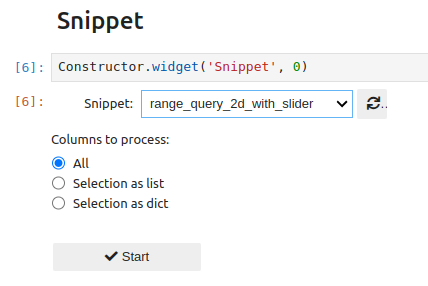 Snippet
[6]: Constructor.widget('Snippet', 0)
[6]: Snippet: range_query_2d_with_slider
Columns to process:
All
Selection as list
Selection as dict
Start